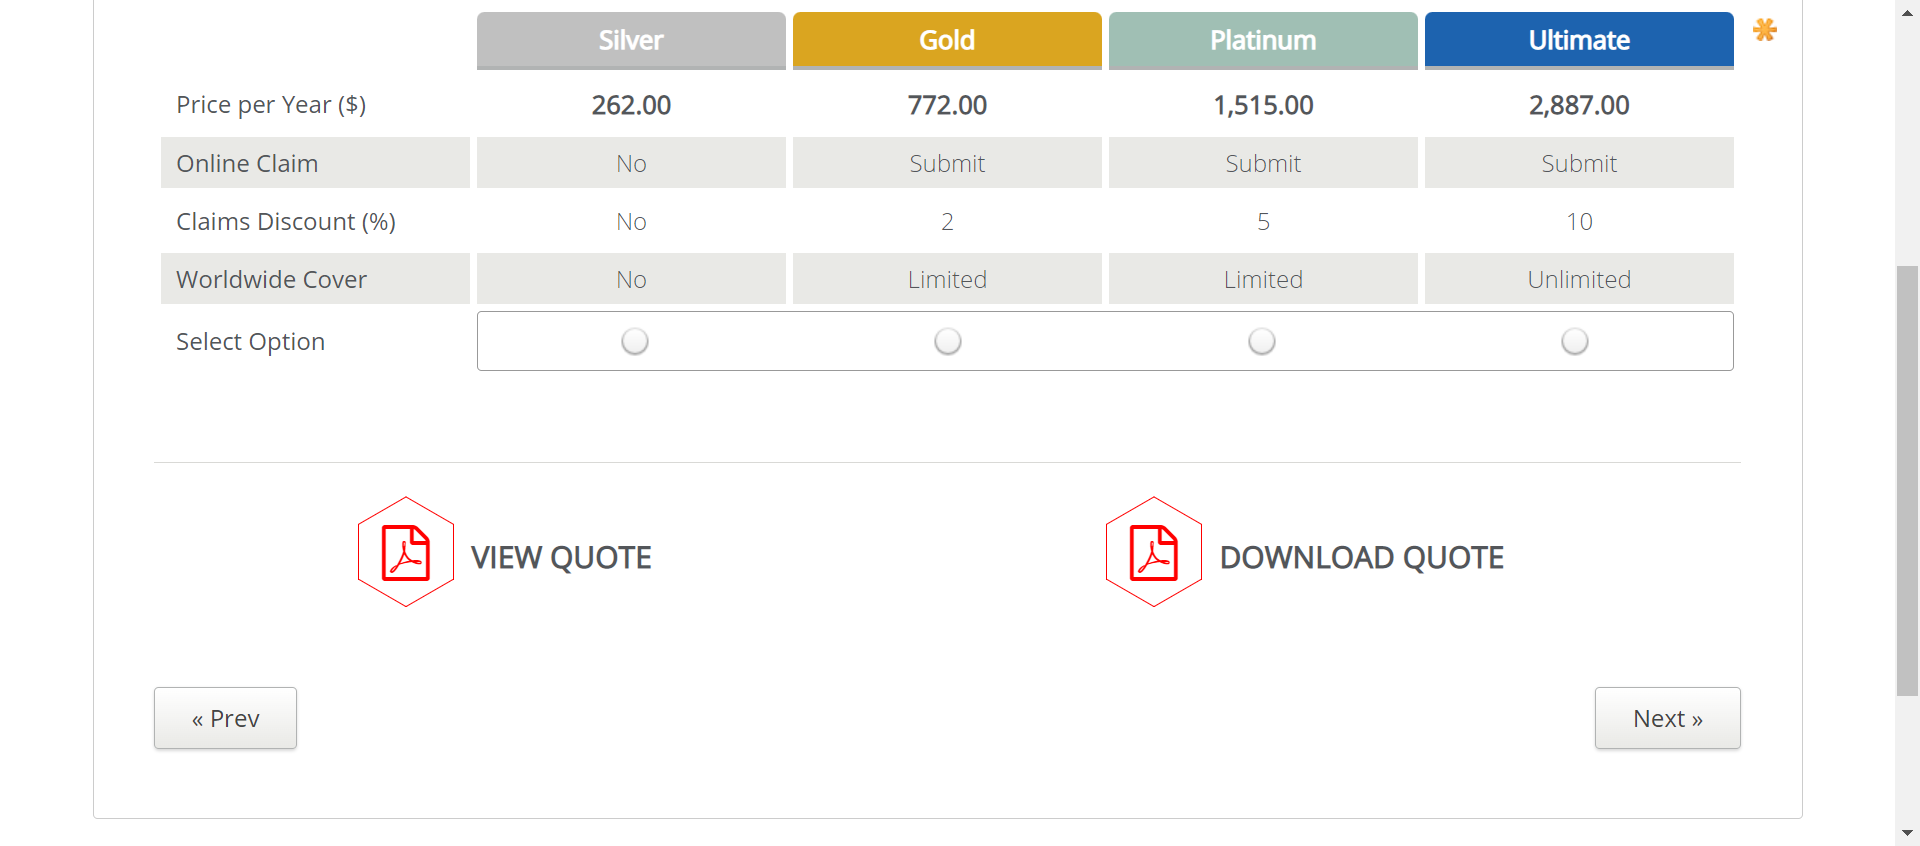 Silver Gold Platinum Ultimate
Price per Year ($) 262.00 772.00 1,515.00 2,887.00
Online Claim No Submit Submit Submit
Claims Discount (%) No 2 5 10
Worldwide Cover No Limited Limited Unlimited
Select Option
VIEW QUOTE DOWNLOAD QUOTE
« Prev Next »